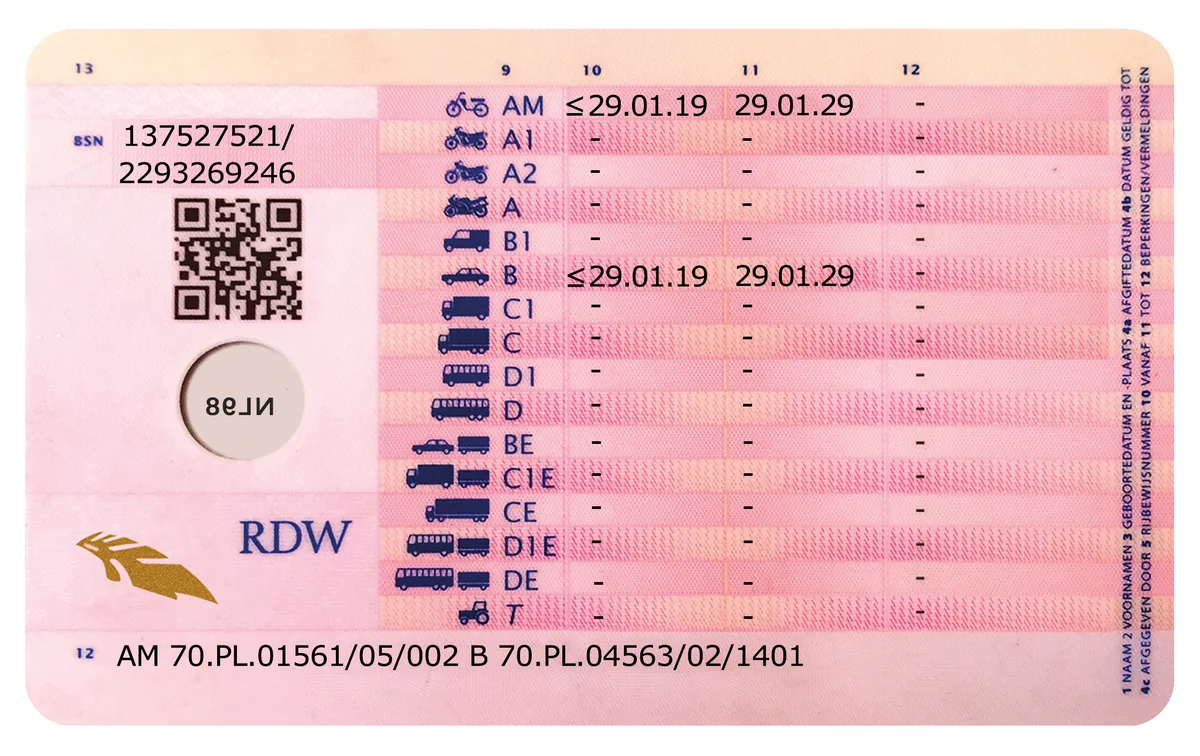 13 9 10 11 12
AM ≤29.01.19 29.01.29 -
BSN 137527521/
2293269246
A1 - - -
A2 - - -
A - - -
B1 - - -
B ≤29.01.19 29.01.29 -
C1 - - -
C - - -
D1 - - -
D - - -
BE - - -
C1E - - -
CE - - -
D1E - - -
DE - - -
T - - -
NL98
RDW
12 AM 70.PL.01561/05/002 B 70.PL.04563/02/1401
1 NAAM 2 VOORNAMEN 3 GEBOORTEDATUM EN -PLAATS 4a AFGIFTEDATUM 4b DATUM GELDIG TOT
4c AFGEGEVEN DOOR 5 RIJBEWIJSNUMMER 10 VANAF 11 TOT 12 BEPERKINGEN/VERMELDINGEN